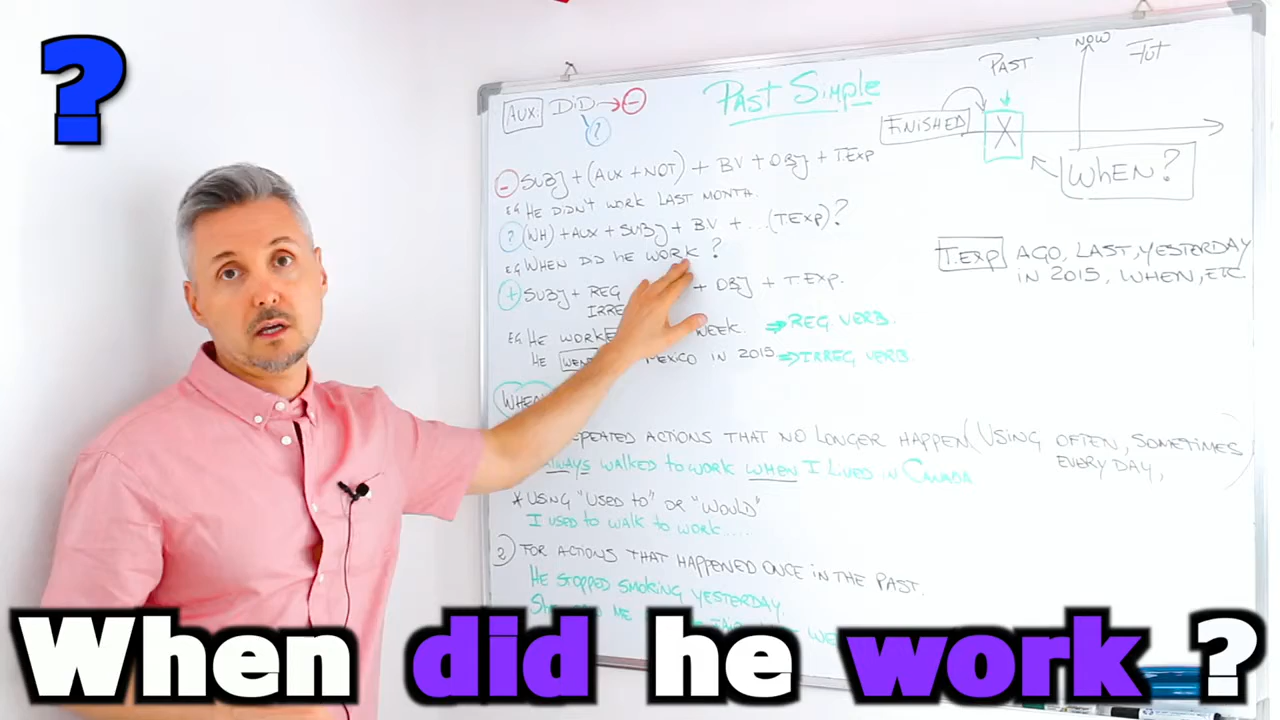 ?
AUX: DID → -
?
PAST SIMPLE
PAST
NOW
FUT
FINISHED
X
WHEN?
- SUBJ + (AUX + NOT) + BV + OBJ + T.EXP
EG HE DIDN'T WORK LAST MONTH.
? (WH) + AUX + SUBJ + BV + ... (T.EXP)?
EG WHEN DID HE WORK ?
+ SUBJ + REG + OBJ + T.EXP.
EG HE WEEK. ⇒ REG. VERB.
HE MEXICO IN 2015 ⇒ IRREG VERB.
T.EXP AGO, LAST, YESTERDAY
IN 2015, WHEN, ETC.
WHEN
ACTIONS THAT NO LONGER HAPPEN (USING OFTEN, SOMETIMES
EVERY DAY, )
ALWAYS WALKED TO WORK WHEN I LIVED IN CANADA
* USING "USED TO" OR "WOULD"
I USED TO WALK TO WORK....
2) FOR ACTIONS THAT HAPPENED ONCE IN THE PAST.
HE STOPPED SMOKING YESTERDAY.
ME
When did he work ?